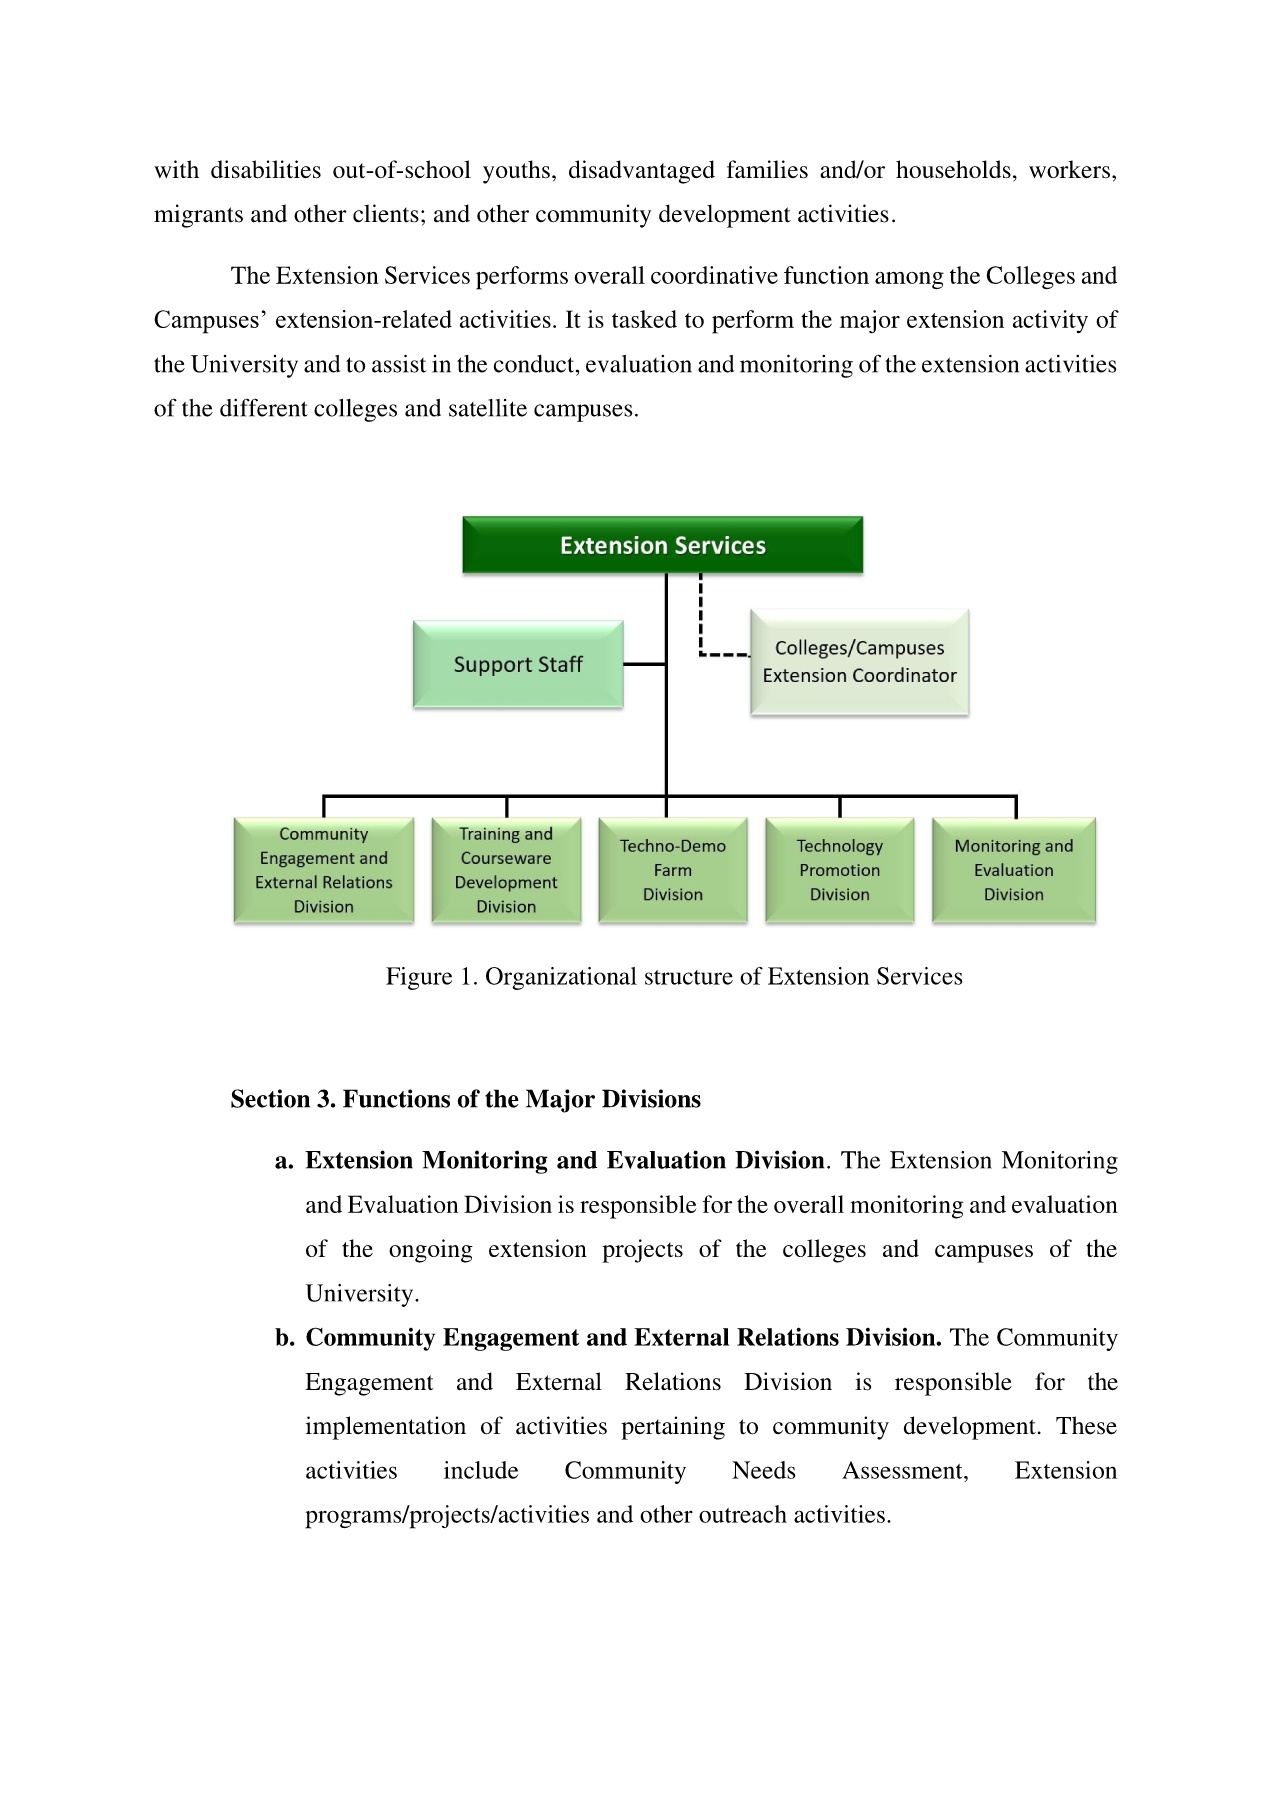 with disabilities out-of-school youths, disadvantaged families and/or households, workers,
migrants and other clients; and other community development activities.
The Extension Services performs overall coordinative function among the Colleges and
Campuses’ extension-related activities. It is tasked to perform the major extension activity of
the University and to assist in the conduct, evaluation and monitoring of the extension activities
of the different colleges and satellite campuses.
Extension Services
Support Staff
Colleges/Campuses
Extension Coordinator
Community
Engagement and
External Relations
Division
Training and
Courseware
Development
Division
Techno-Demo
Farm
Division
Technology
Promotion
Division
Monitoring and
Evaluation
Division
Figure 1. Organizational structure of Extension Services
Section 3. Functions of the Major Divisions
a. Extension Monitoring and Evaluation Division. The Extension Monitoring
and Evaluation Division is responsible for the overall monitoring and evaluation
of the ongoing extension projects of the colleges and campuses of the
University.
b. Community Engagement and External Relations Division. The Community
Engagement and External Relations Division is responsible for the
implementation of activities pertaining to community development. These
activities include Community Needs Assessment, Extension
programs/projects/activities and other outreach activities.